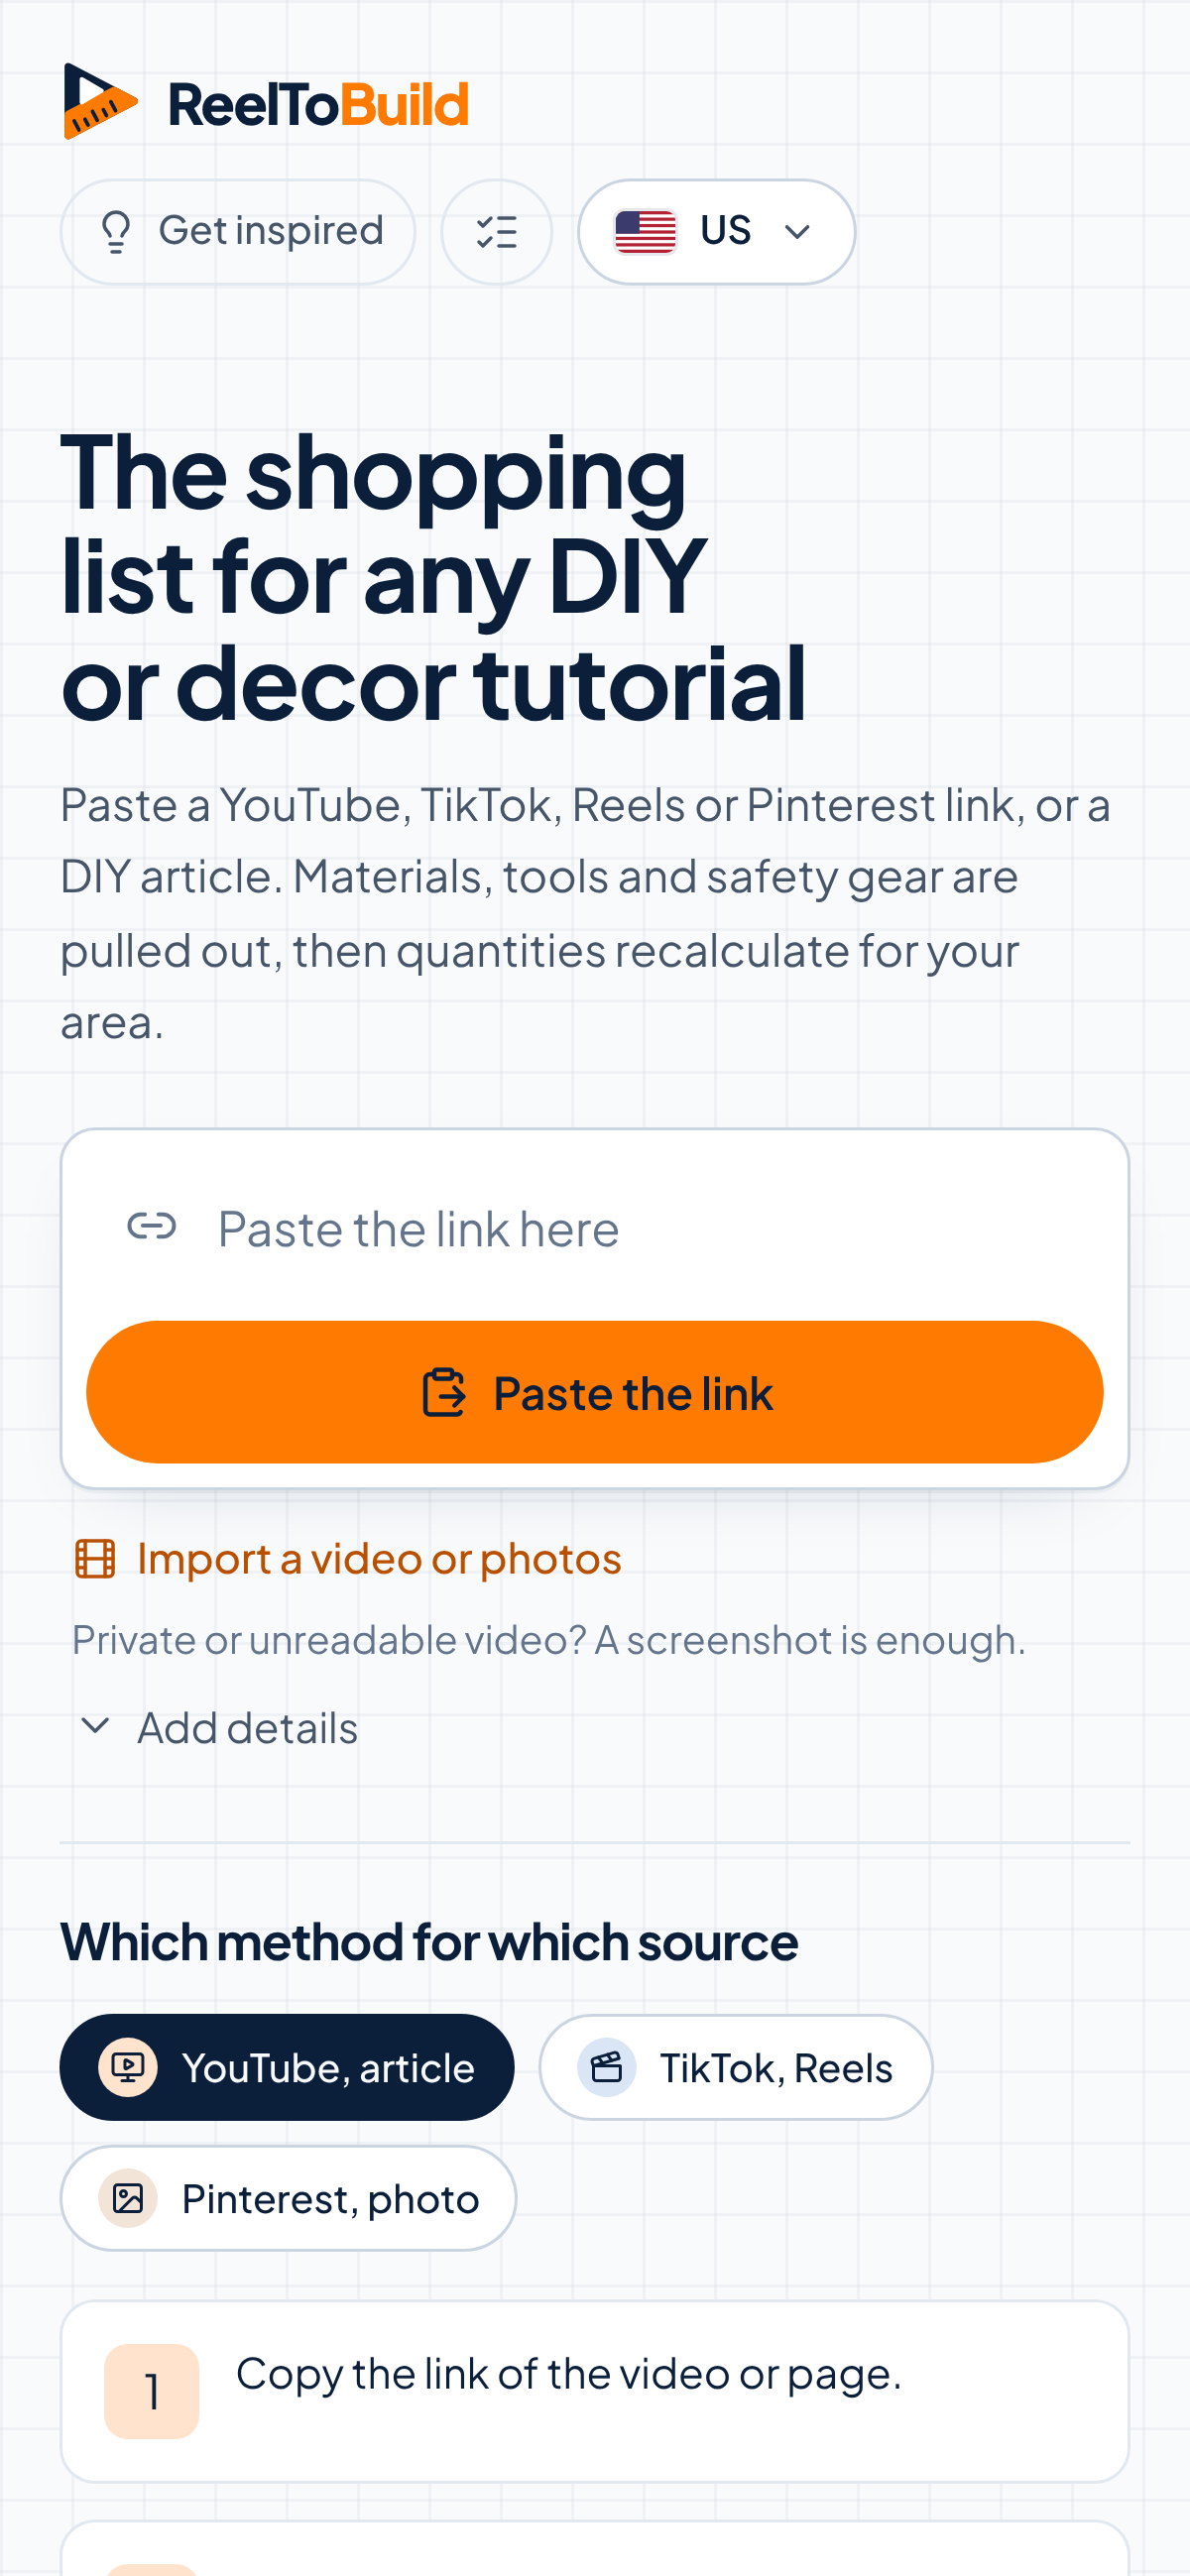 ReelToBuild
Get inspired
US
The shopping
list for any DIY
or decor tutorial
Paste a YouTube, TikTok, Reels or Pinterest link, or a
DIY article. Materials, tools and safety gear are
pulled out, then quantities recalculate for your
area.
Paste the link here
Paste the link
Import a video or photos
Private or unreadable video? A screenshot is enough.
Add details
Which method for which source
YouTube, article
TikTok, Reels
Pinterest, photo
1
Copy the link of the video or page.